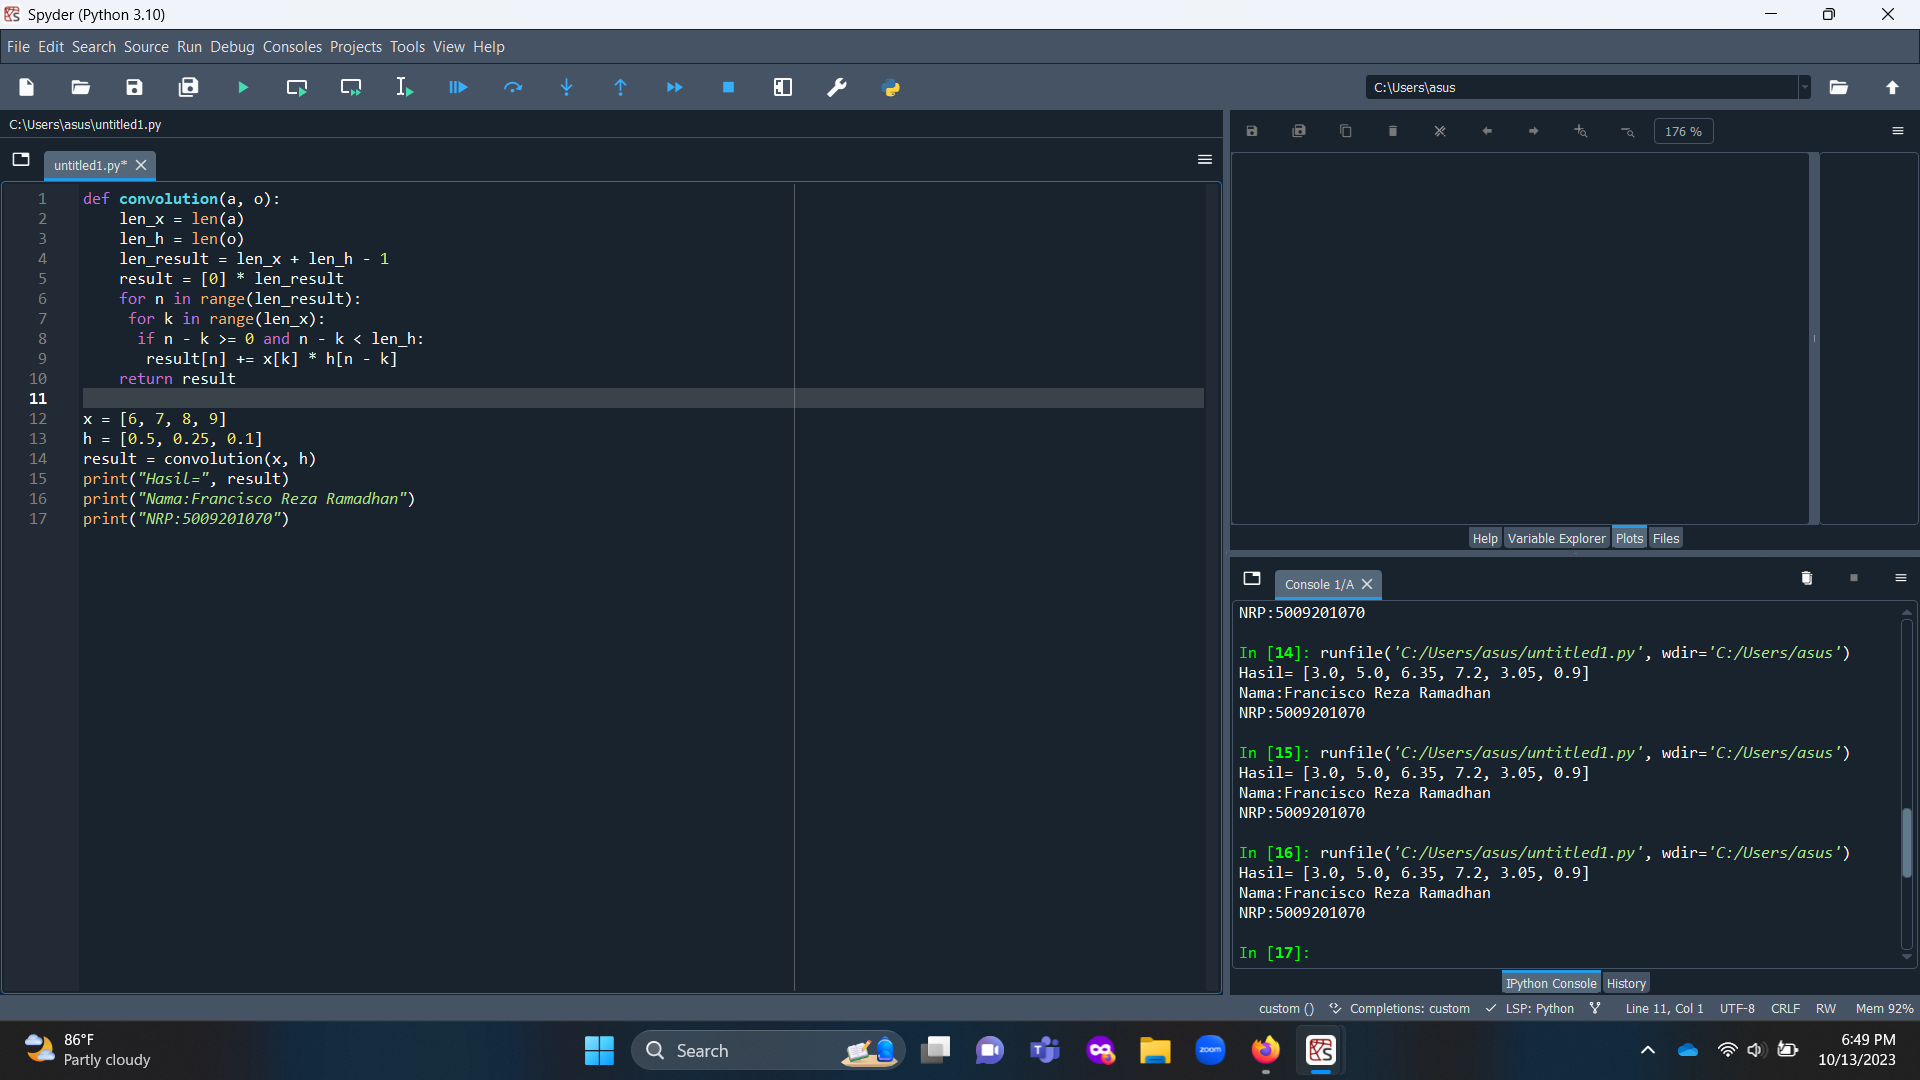 Spyder (Python 3.10)
File Edit Search Source Run Debug Consoles Projects Tools View Help
C:\Users\asus
C:\Users\asus\untitled1.py
untitled1.py*
176 %
1 def convolution(a, o):
2     len_x = len(a)
3     len_h = len(o)
4     len_result = len_x + len_h - 1
5     result = [0] * len_result
6     for n in range(len_result):
7      for k in range(len_x):
8       if n - k >= 0 and n - k < len_h:
9        result[n] += x[k] * h[n - k]
10     return result
11
12 x = [6, 7, 8, 9]
13 h = [0.5, 0.25, 0.1]
14 result = convolution(x, h)
15 print("Hasil=", result)
16 print("Nama:Francisco Reza Ramadhan")
17 print("NRP:5009201070")
Help Variable Explorer Plots Files
Console 1/A
NRP:5009201070
In [14]: runfile('C:/Users/asus/untitled1.py', wdir='C:/Users/asus')
Hasil= [3.0, 5.0, 6.35, 7.2, 3.05, 0.9]
Nama:Francisco Reza Ramadhan
NRP:5009201070
In [15]: runfile('C:/Users/asus/untitled1.py', wdir='C:/Users/asus')
Hasil= [3.0, 5.0, 6.35, 7.2, 3.05, 0.9]
Nama:Francisco Reza Ramadhan
NRP:5009201070
In [16]: runfile('C:/Users/asus/untitled1.py', wdir='C:/Users/asus')
Hasil= [3.0, 5.0, 6.35, 7.2, 3.05, 0.9]
Nama:Francisco Reza Ramadhan
NRP:5009201070
In [17]:
IPython Console History
custom () Completions: custom LSP: Python Line 11, Col 1 UTF-8 CRLF RW Mem 92%
86°F
Partly cloudy
Search
zoom
6:49 PM
10/13/2023